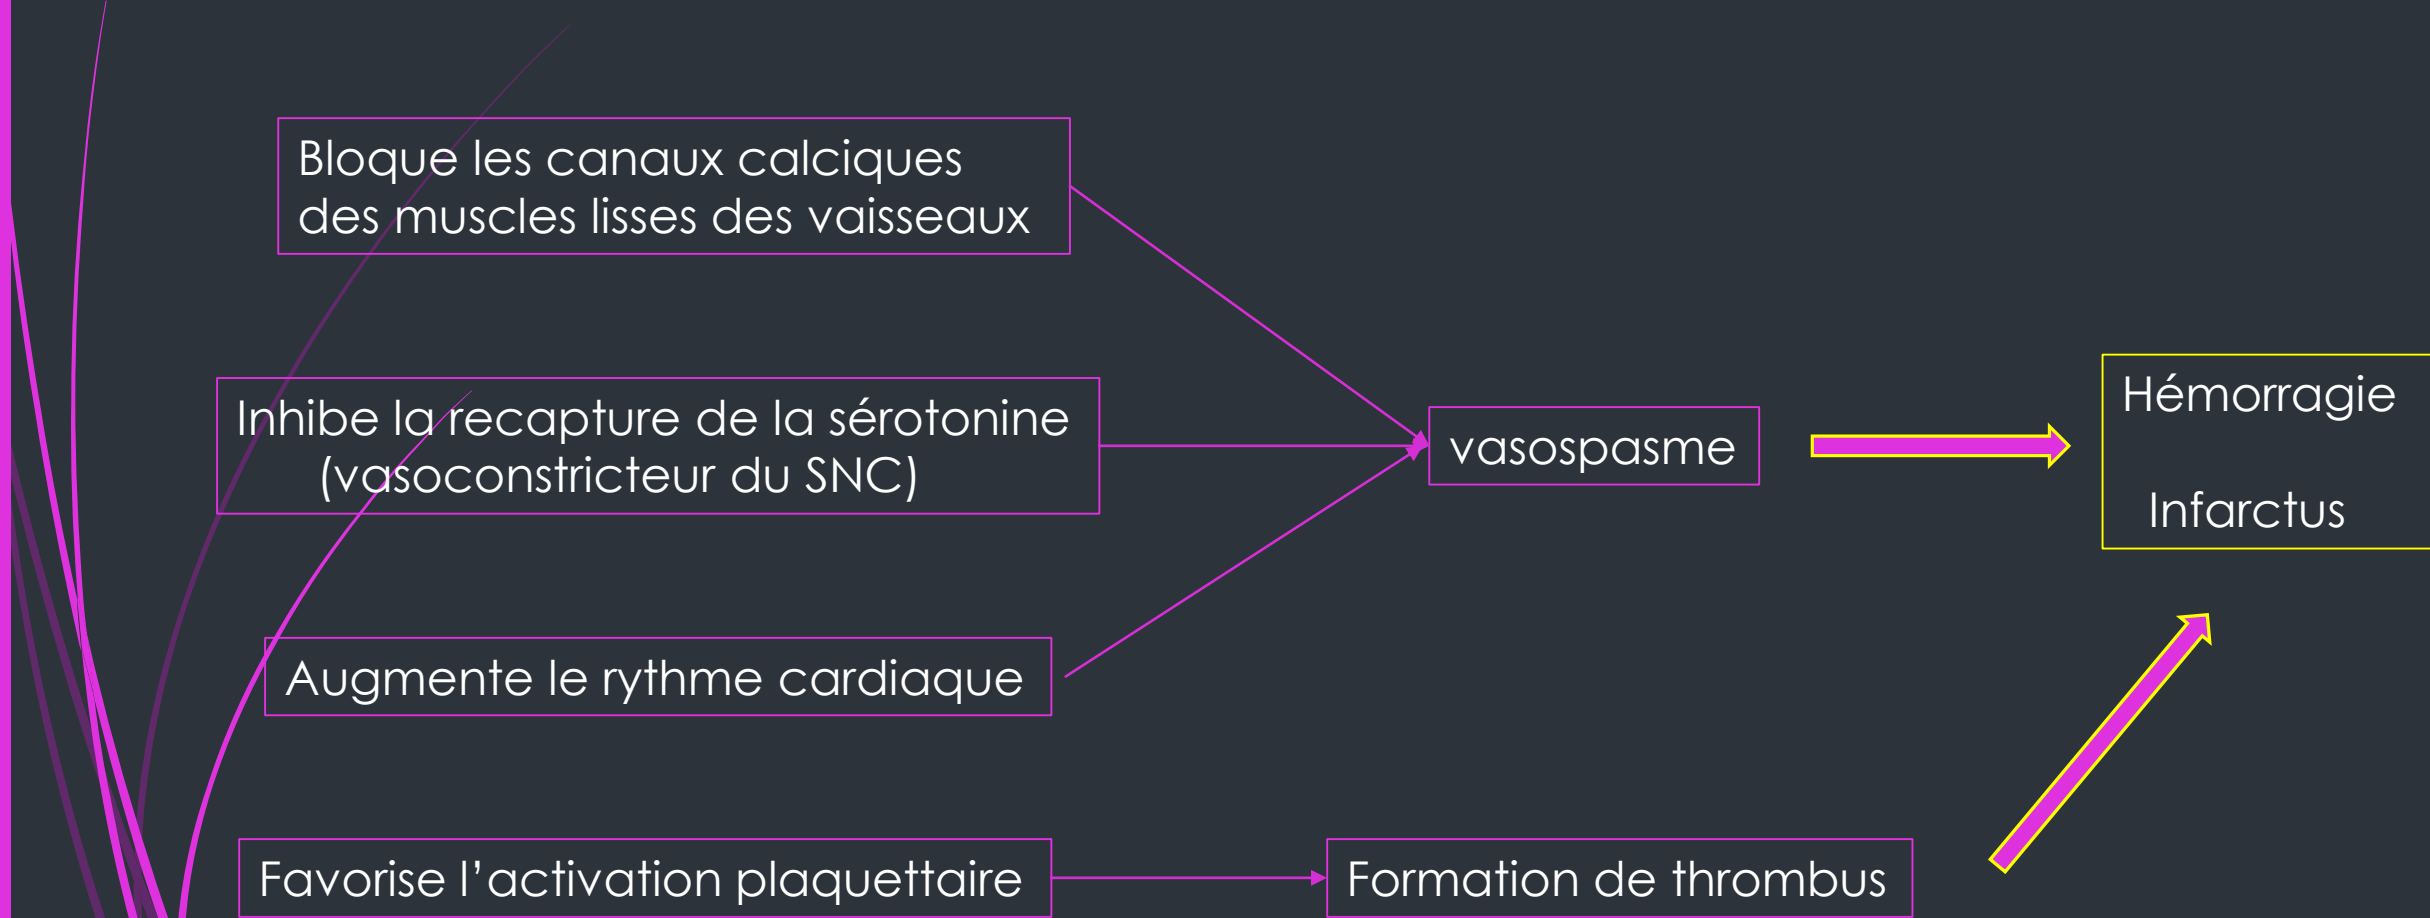 Bloque les canaux calciques
des muscles lisses des vaisseaux
Inhibe la recapture de la sérotonine
(vasoconstricteur du SNC)
vasospasme
Hémorragie
Infarctus
Augmente le rythme cardiaque
Favorise l’activation plaquettaire
Formation de thrombus